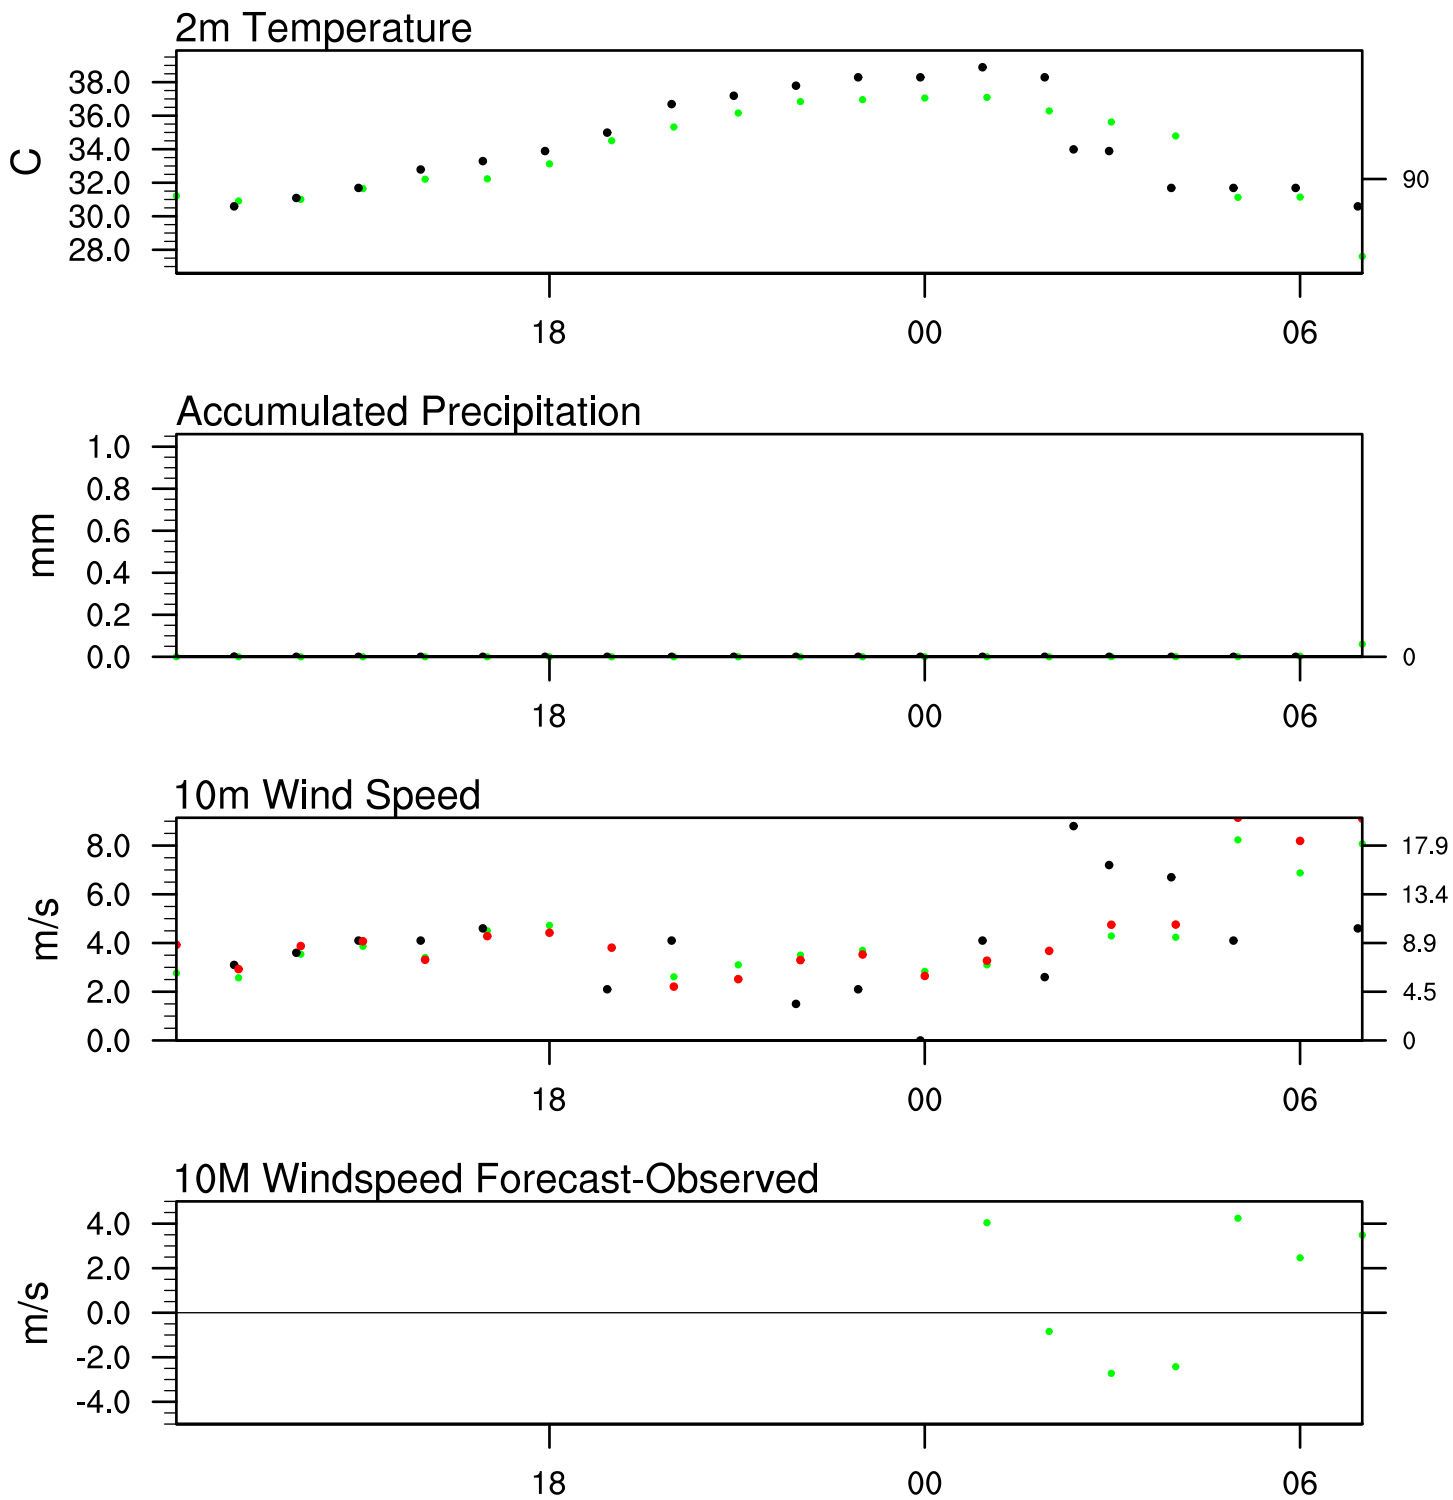 2m Temperature
38.0
36.0
34.0
32.0
30.0
28.0
C
90
18 00 06
Accumulated Precipitation
1.0
0.8
0.6
0.4
0.2
0.0
mm
0
18 00 06
10m Wind Speed
8.0 17.9
6.0 13.4
4.0 8.9
2.0 4.5
0.0 0
m/s
18 00 06
10M Windspeed Forecast-Observed
4.0
2.0
0.0
-2.0
-4.0
m/s
18 00 06